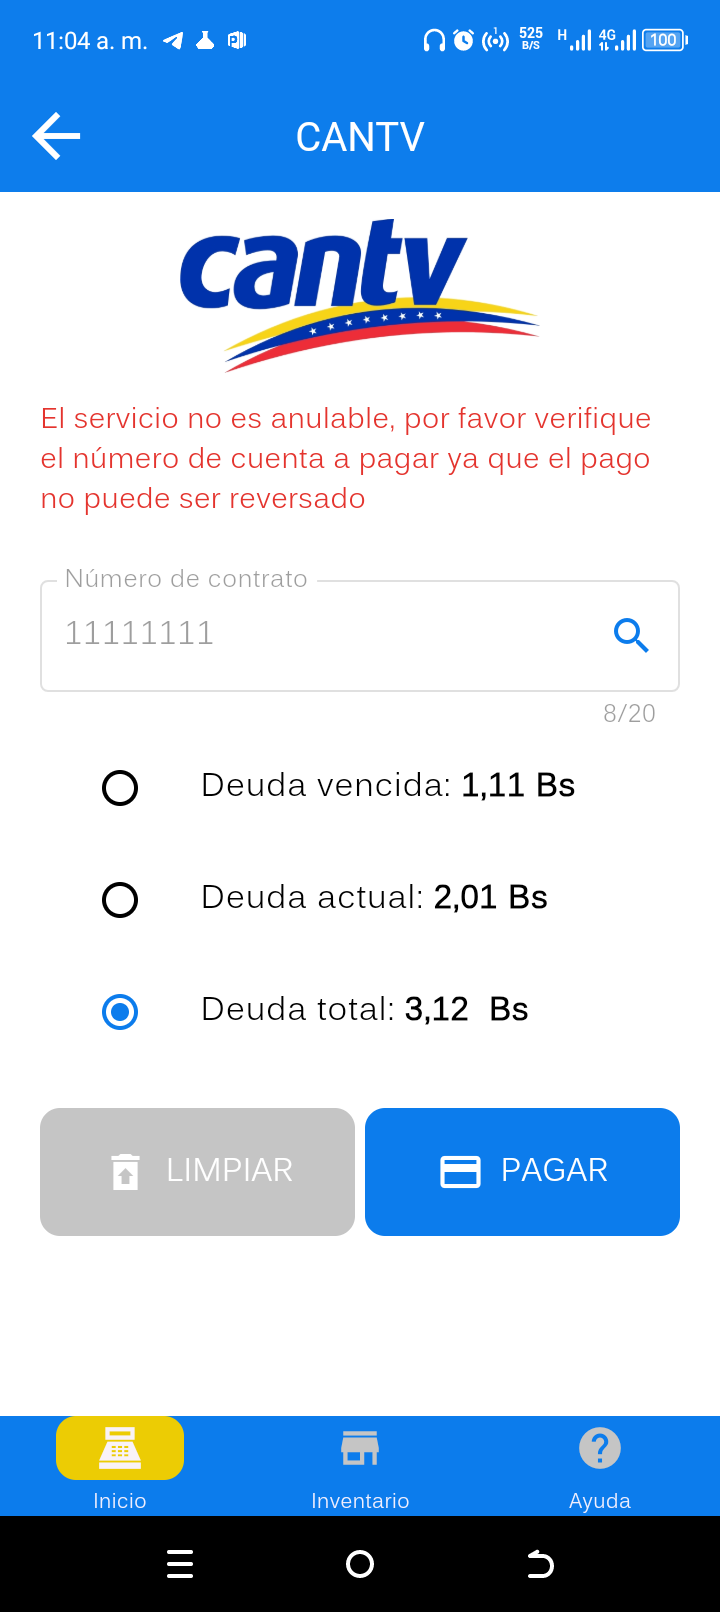 11:04 a. m.
1
525 B/S
H
4G
100
CANTV
cantv
El servicio no es anulable, por favor verifique
el número de cuenta a pagar ya que el pago
no puede ser reversado
Número de contrato
11111111
8/20
Deuda vencida: 1,11 Bs
Deuda actual: 2,01 Bs
Deuda total: 3,12 Bs
LIMPIAR
PAGAR
Inicio
Inventario
Ayuda